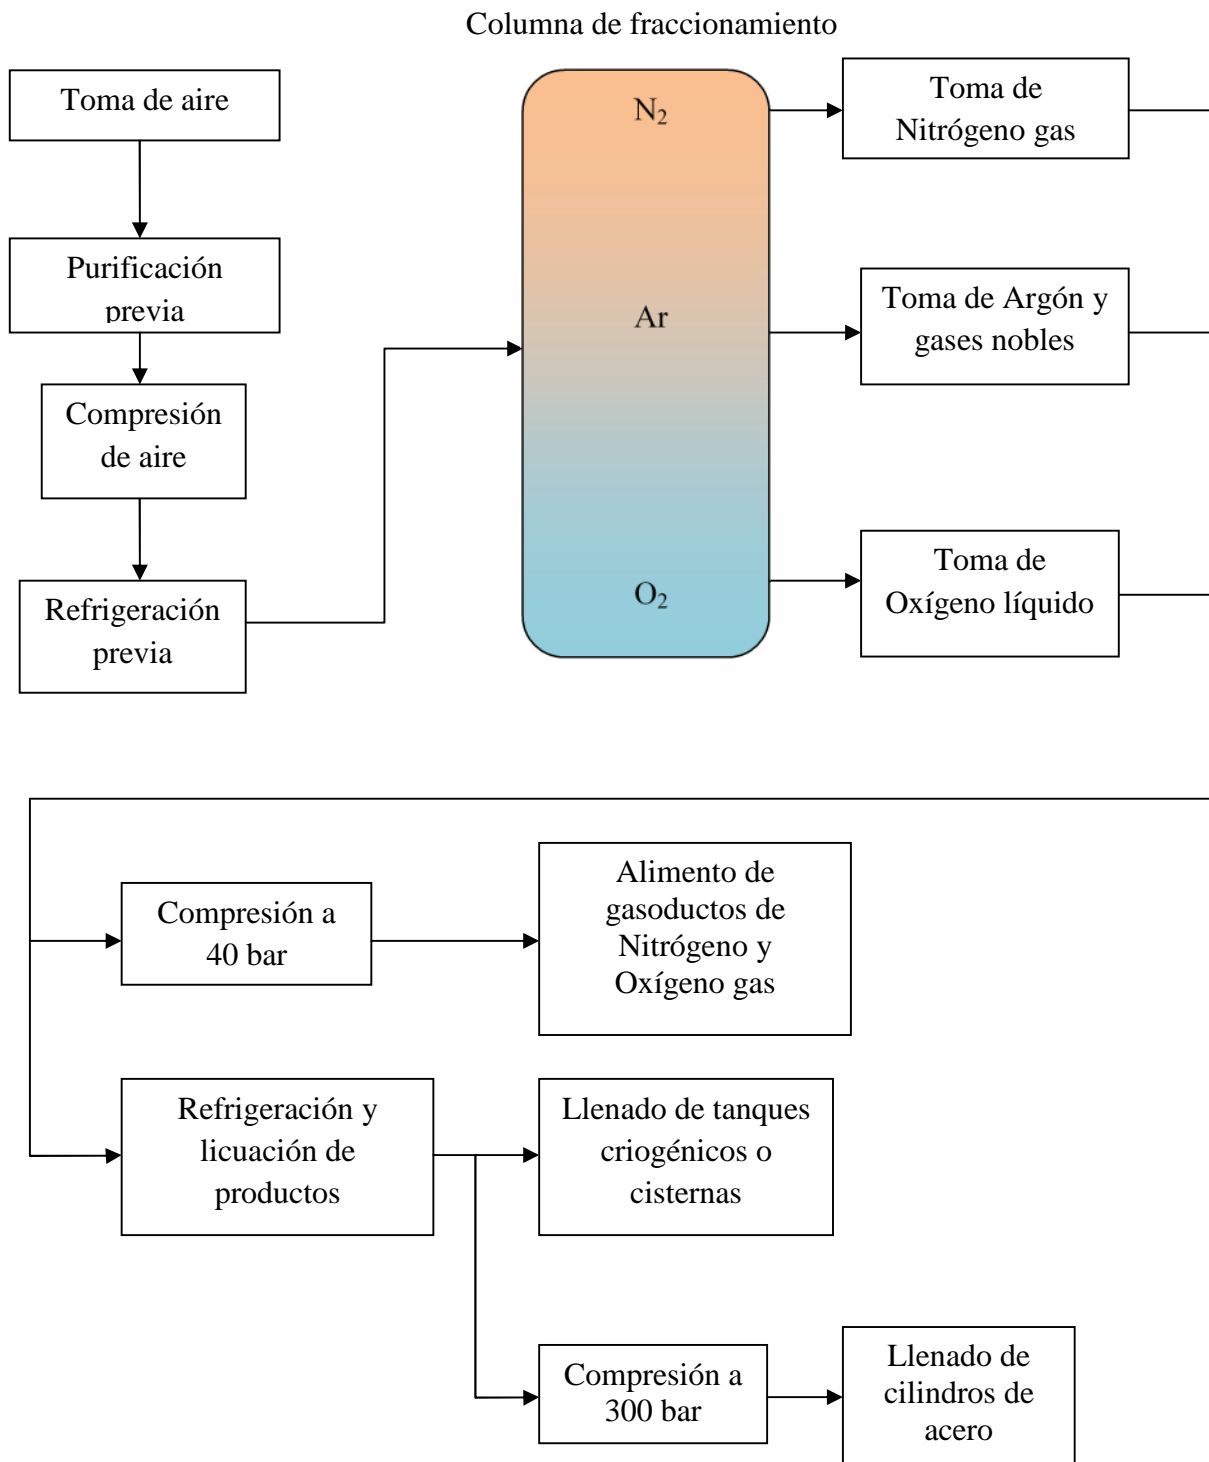 Columna de fraccionamiento
Toma de aire
Purificación
previa
Compresión
de aire
Refrigeración
previa
N₂
Ar
O₂
Toma de
Nitrógeno gas
Toma de Argón y
gases nobles
Toma de
Oxígeno líquido
Compresión a
40 bar
Alimento de
gasoductos de
Nitrógeno y
Oxígeno gas
Refrigeración y
licuación de
productos
Llenado de tanques
criogénicos o
cisternas
Compresión a
300 bar
Llenado de
cilindros de
acero